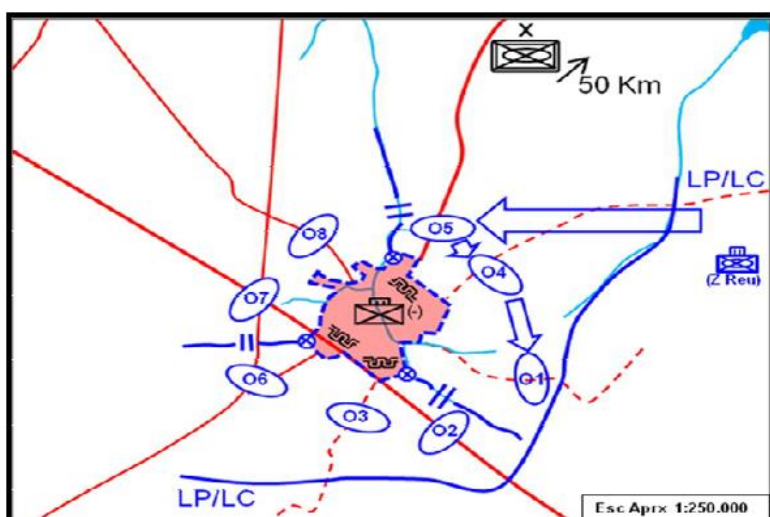 X
50 Km
LP/LC
O5
O8
O4
(Z Reu)
O7
(-)
O1
O6
O3
O2
LP/LC
Esc Aprx 1:250.000